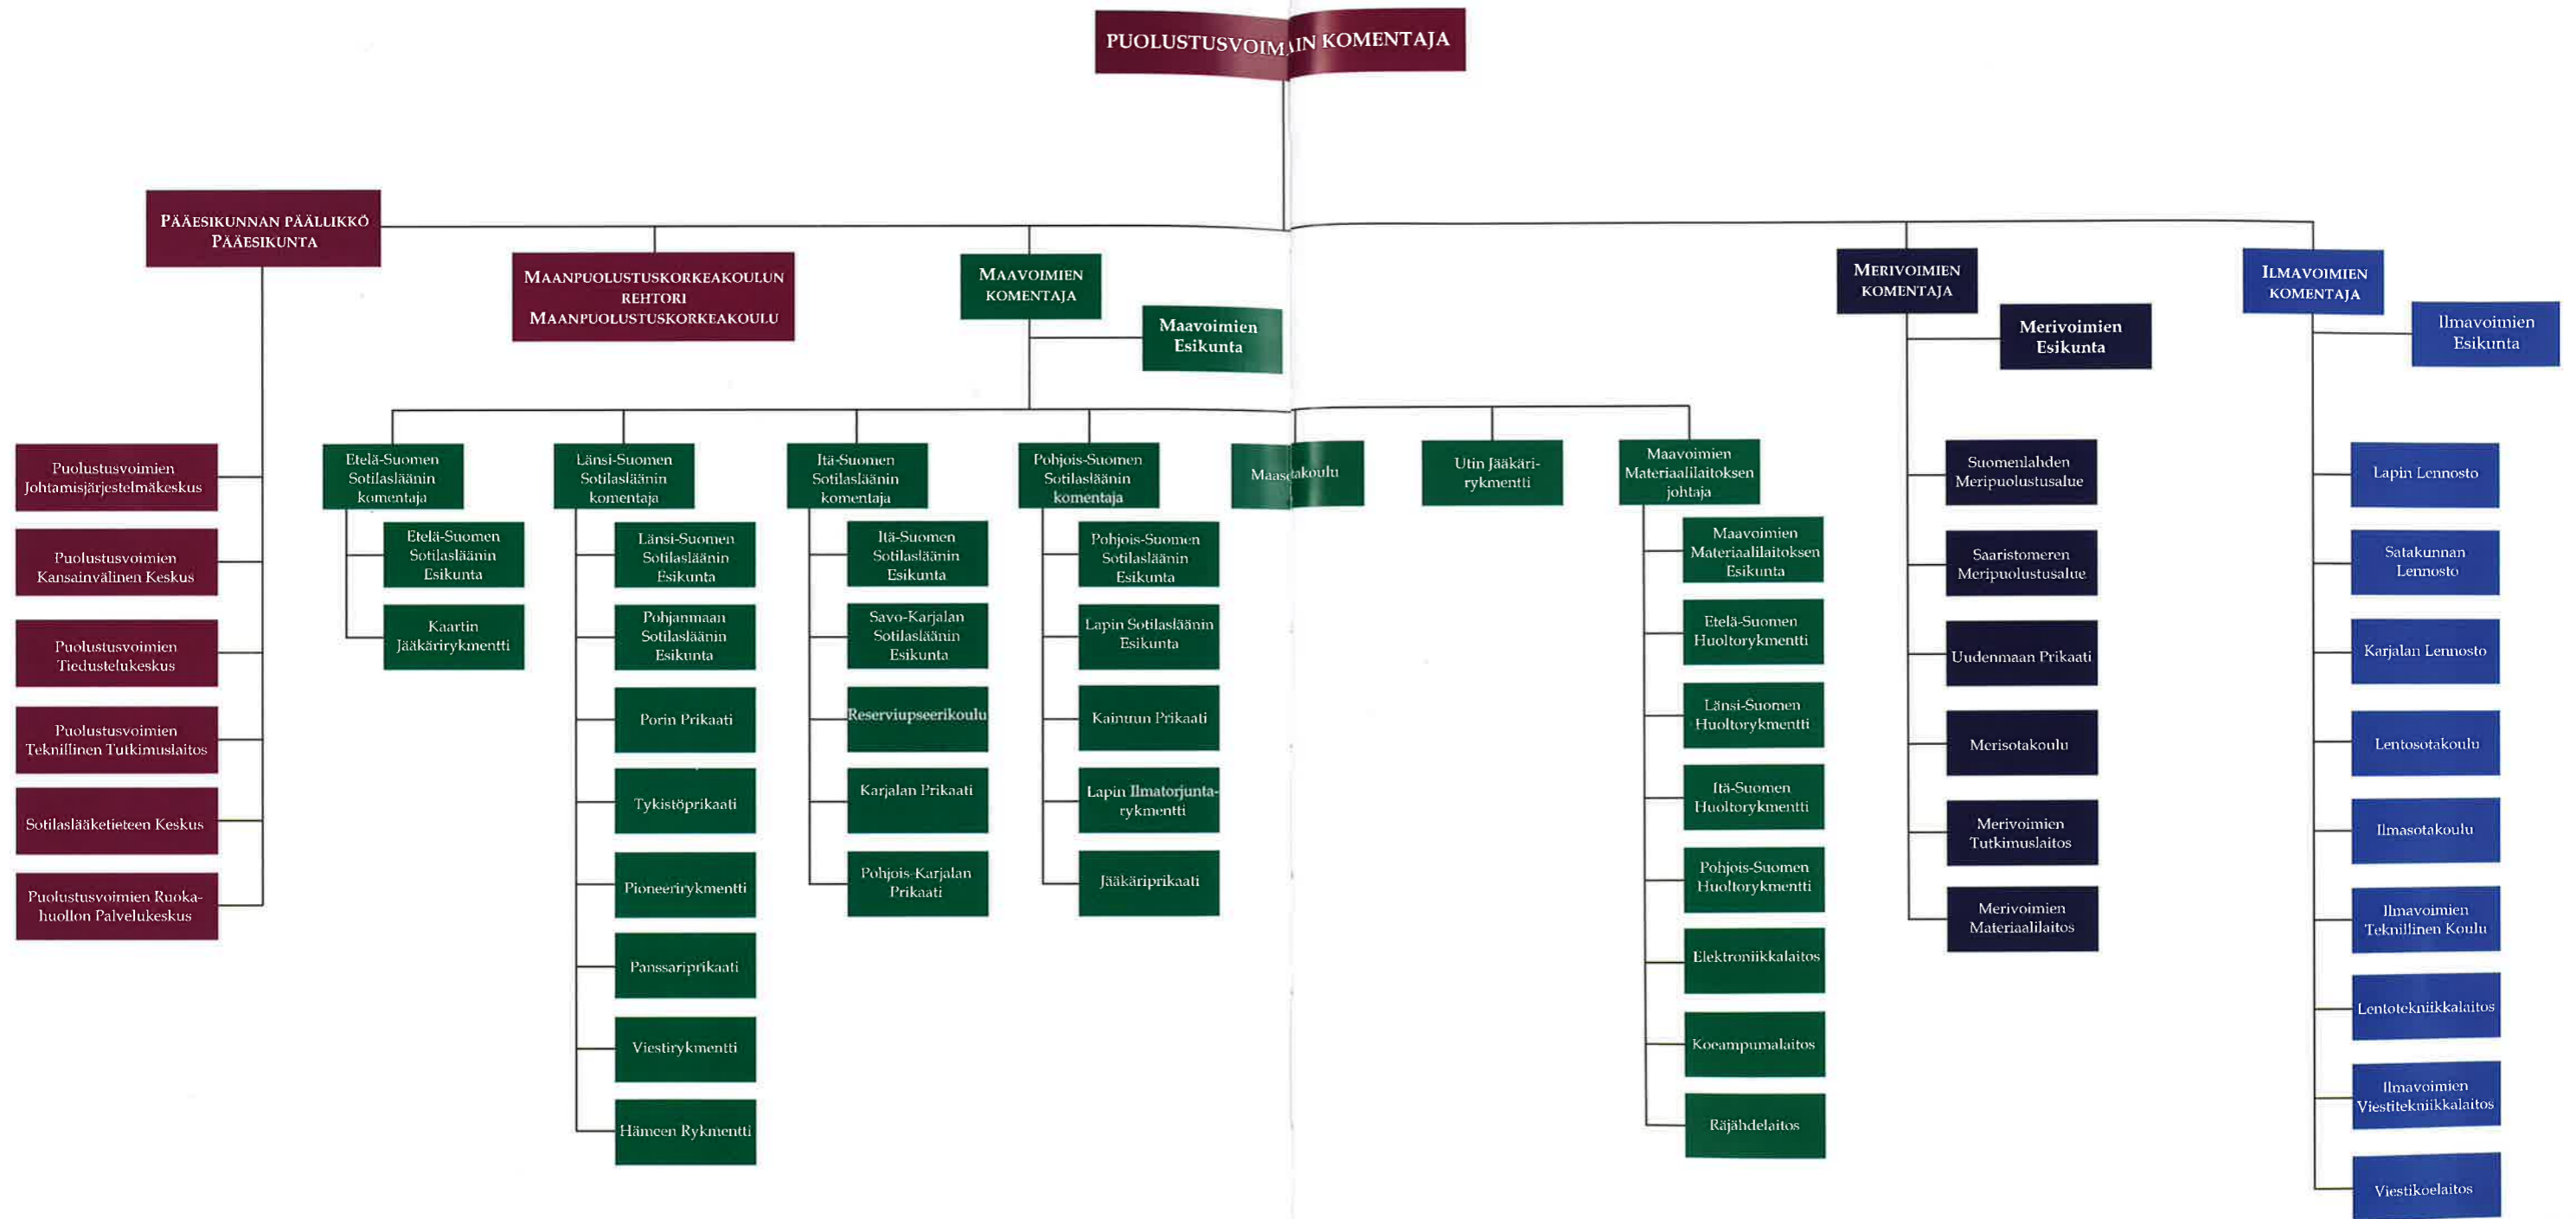 PUOLUSTUSVOIMAIN KOMENTAJA
PÄÄESIKUNNAN PÄÄLLIKKÖ
PÄÄESIKUNTA
MAANPUOLUSTUSKORKEAKOULUN
REHTORI
MAANPUOLUSTUSKORKEAKOULU
MAAVOIMIEN
KOMENTAJA
Maavoimien
Esikunta
MERIVOIMIEN
KOMENTAJA
Merivoimien
Esikunta
ILMAVOIMIEN
KOMENTAJA
Ilmavoimien
Esikunta
Puolustusvoimien
Johtamisjärjestelmäkeskus
Puolustusvoimien
Kansainvälinen Keskus
Puolustusvoimien
Tiedustelukeskus
Puolustusvoimien
Teknillinen Tutkimuslaitos
Sotilaslääketieteen Keskus
Puolustusvoimien Ruoka-
huollon Palvelukeskus
Etelä-Suomen
Sotilasläänin
komentaja
Etelä-Suomen
Sotilasläänin
Esikunta
Kaartin
Jääkärirykmentti
Länsi-Suomen
Sotilasläänin
komentaja
Länsi-Suomen
Sotilasläänin
Esikunta
Pohjanmaan
Sotilasläänin
Esikunta
Porin Prikaati
Tykistöprikaati
Pioneerirykmentti
Panssariprikaati
Viestirykmentti
Hämeen Rykmentti
Itä-Suomen
Sotilasläänin
komentaja
Itä-Suomen
Sotilasläänin
Esikunta
Savo-Karjalan
Sotilasläänin
Esikunta
Reserviupseerikoulu
Karjalan Prikaati
Pohjois-Karjalan
Prikaati
Pohjois-Suomen
Sotilasläänin
komentaja
Pohjois-Suomen
Sotilasläänin
Esikunta
Lapin Sotilasläänin
Esikunta
Kainuun Prikaati
Lapin Ilmatorjunta-
rykmentti
Jääkäriprikaati
Maasotakoulu
Utin Jääkäri-
rykmentti
Maavoimien
Materiaalilaitoksen
johtaja
Maavoimien
Materiaalilaitoksen
Esikunta
Etelä-Suomen
Huoltorykmentti
Länsi-Suomen
Huoltorykmentti
Itä-Suomen
Huoltorykmentti
Pohjois-Suomen
Huoltorykmentti
Elektroniikkalaitos
Koeampumalaitos
Räjähdelaitos
Suomenlahden
Meripuolustusalue
Saaristomeren
Meripuolustusalue
Uudenmaan Prikaati
Merisotakoulu
Merivoimien
Tutkimuslaitos
Merivoimien
Materiaalilaitos
Lapin Lennosto
Satakunnan
Lennosto
Karjalan Lennosto
Lentosotakoulu
Ilmasotakoulu
Ilmavoimien
Teknillinen Koulu
Lentotekniikkalaitos
Ilmavoimien
Viestitekniikkalaitos
Viestikoelaitos